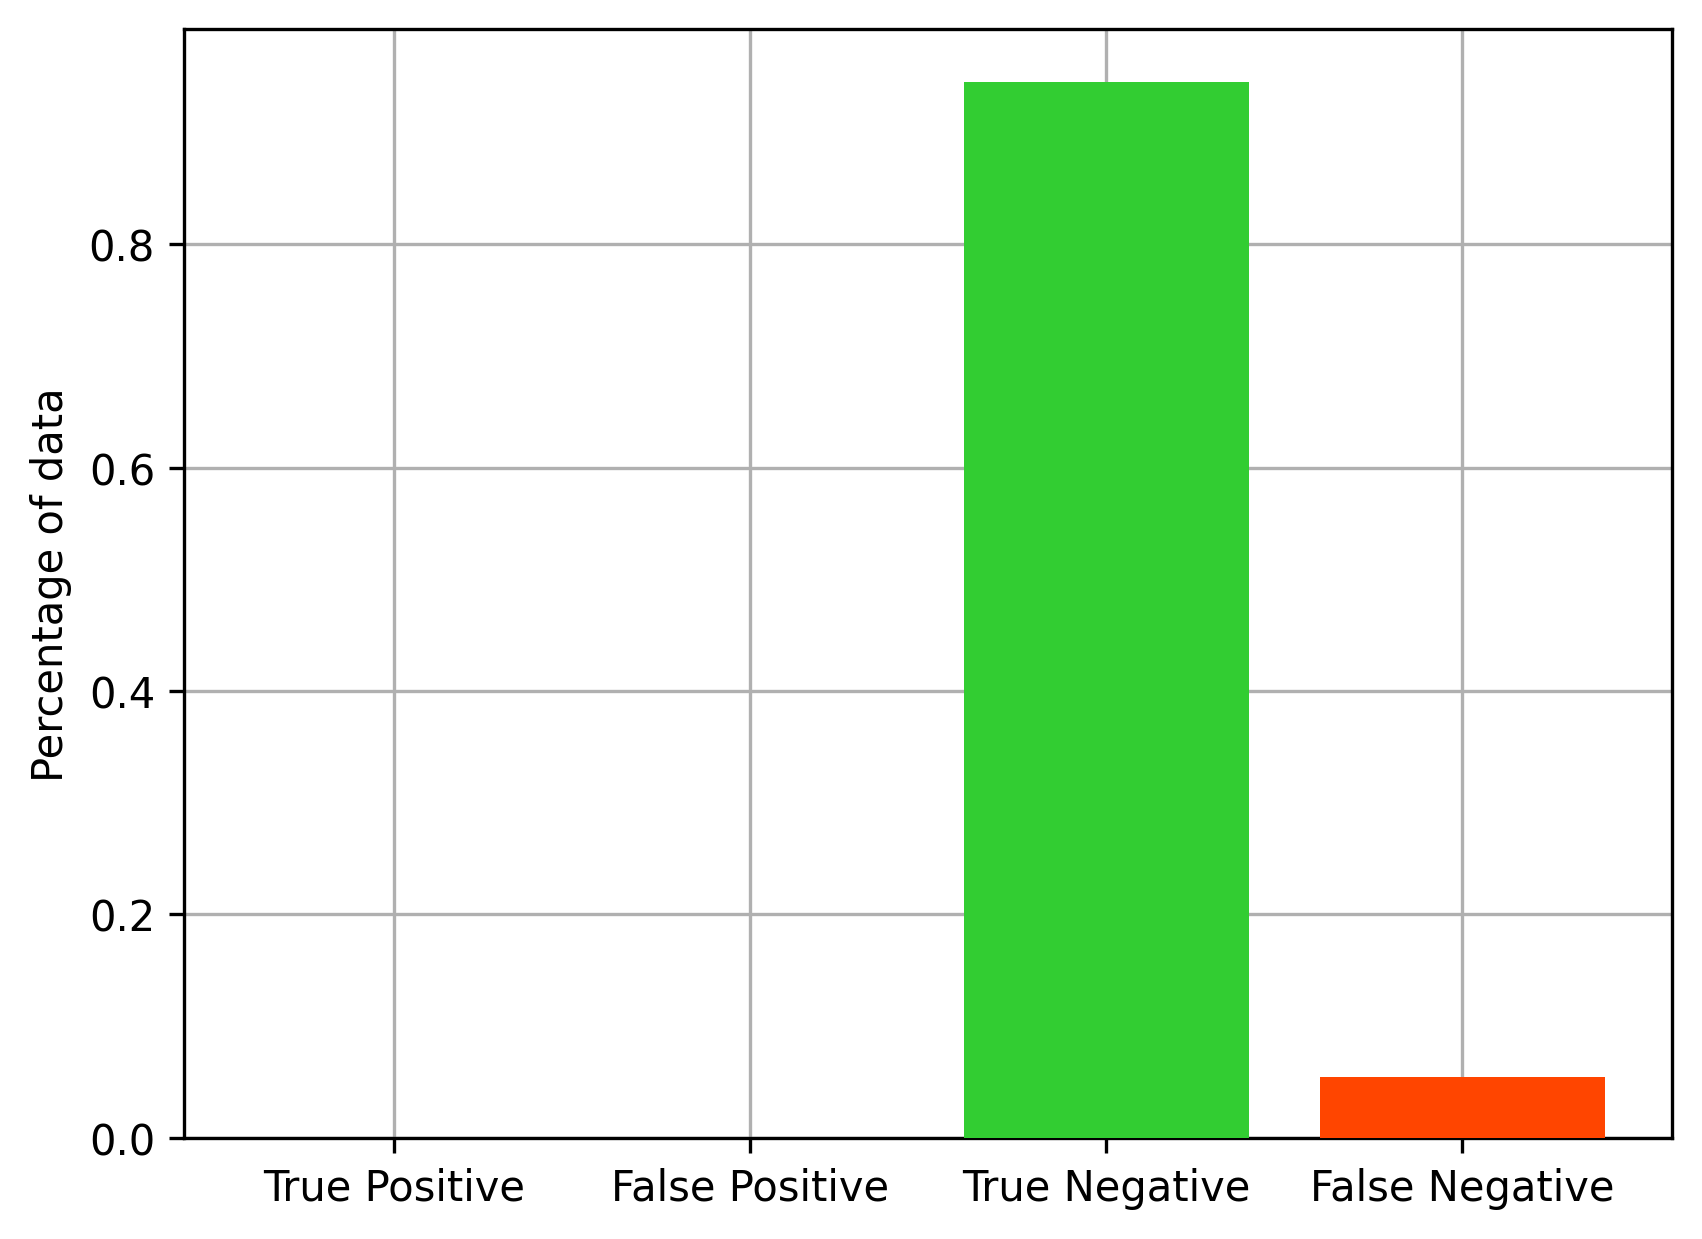 Percentage of data
0.8
0.6
0.4
0.2
0.0
True Positive
False Positive
True Negative
False Negative